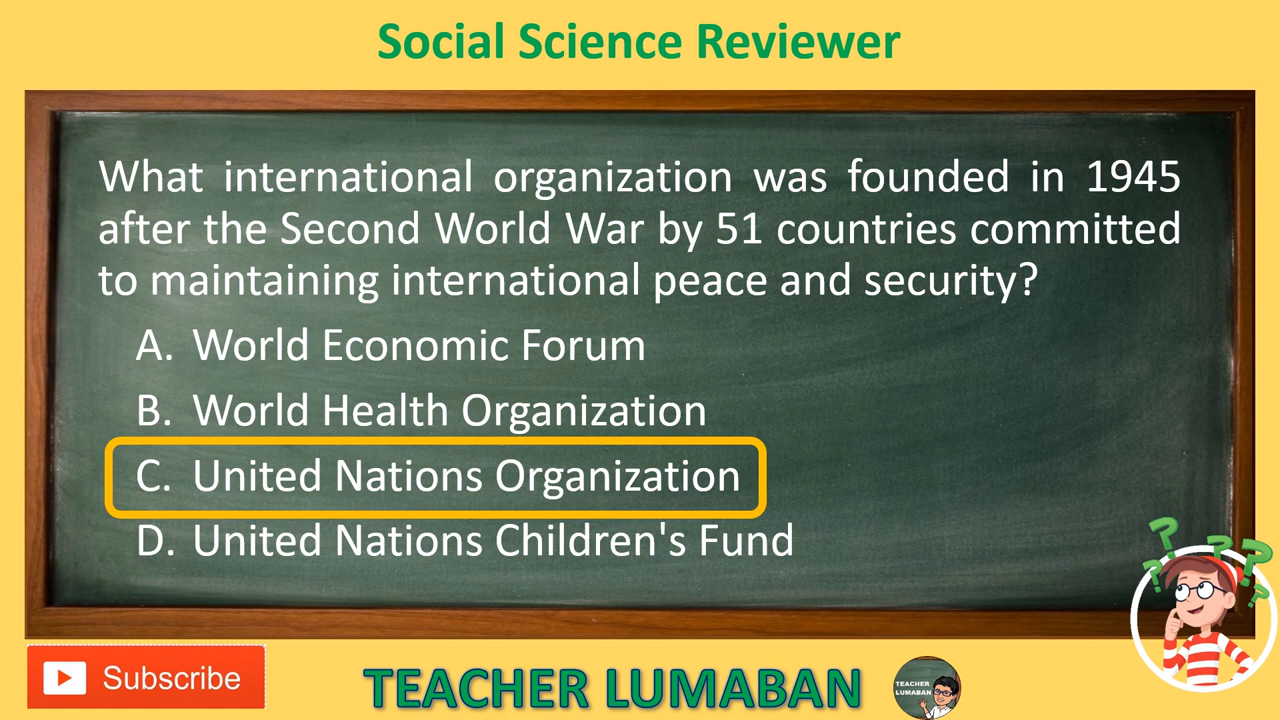 Social Science Reviewer
What international organization was founded in 1945
after the Second World War by 51 countries committed
to maintaining international peace and security?
A. World Economic Forum
B. World Health Organization
C. United Nations Organization
D. United Nations Children's Fund
Subscribe
TEACHER LUMABAN
TEACHER
LUMABAN